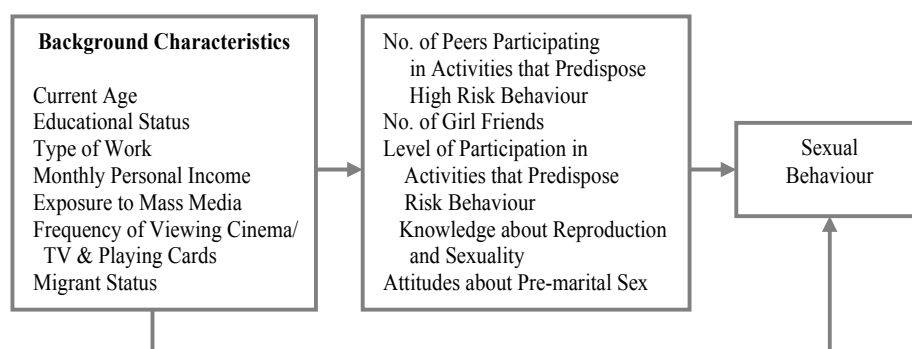 Background Characteristics
Current Age
Educational Status
Type of Work
Monthly Personal Income
Exposure to Mass Media
Frequency of Viewing Cinema/
TV & Playing Cards
Migrant Status
No. of Peers Participating
in Activities that Predispose
High Risk Behaviour
No. of Girl Friends
Level of Participation in
Activities that Predispose
Risk Behaviour
Knowledge about Reproduction
and Sexuality
Attitudes about Pre-marital Sex
Sexual
Behaviour